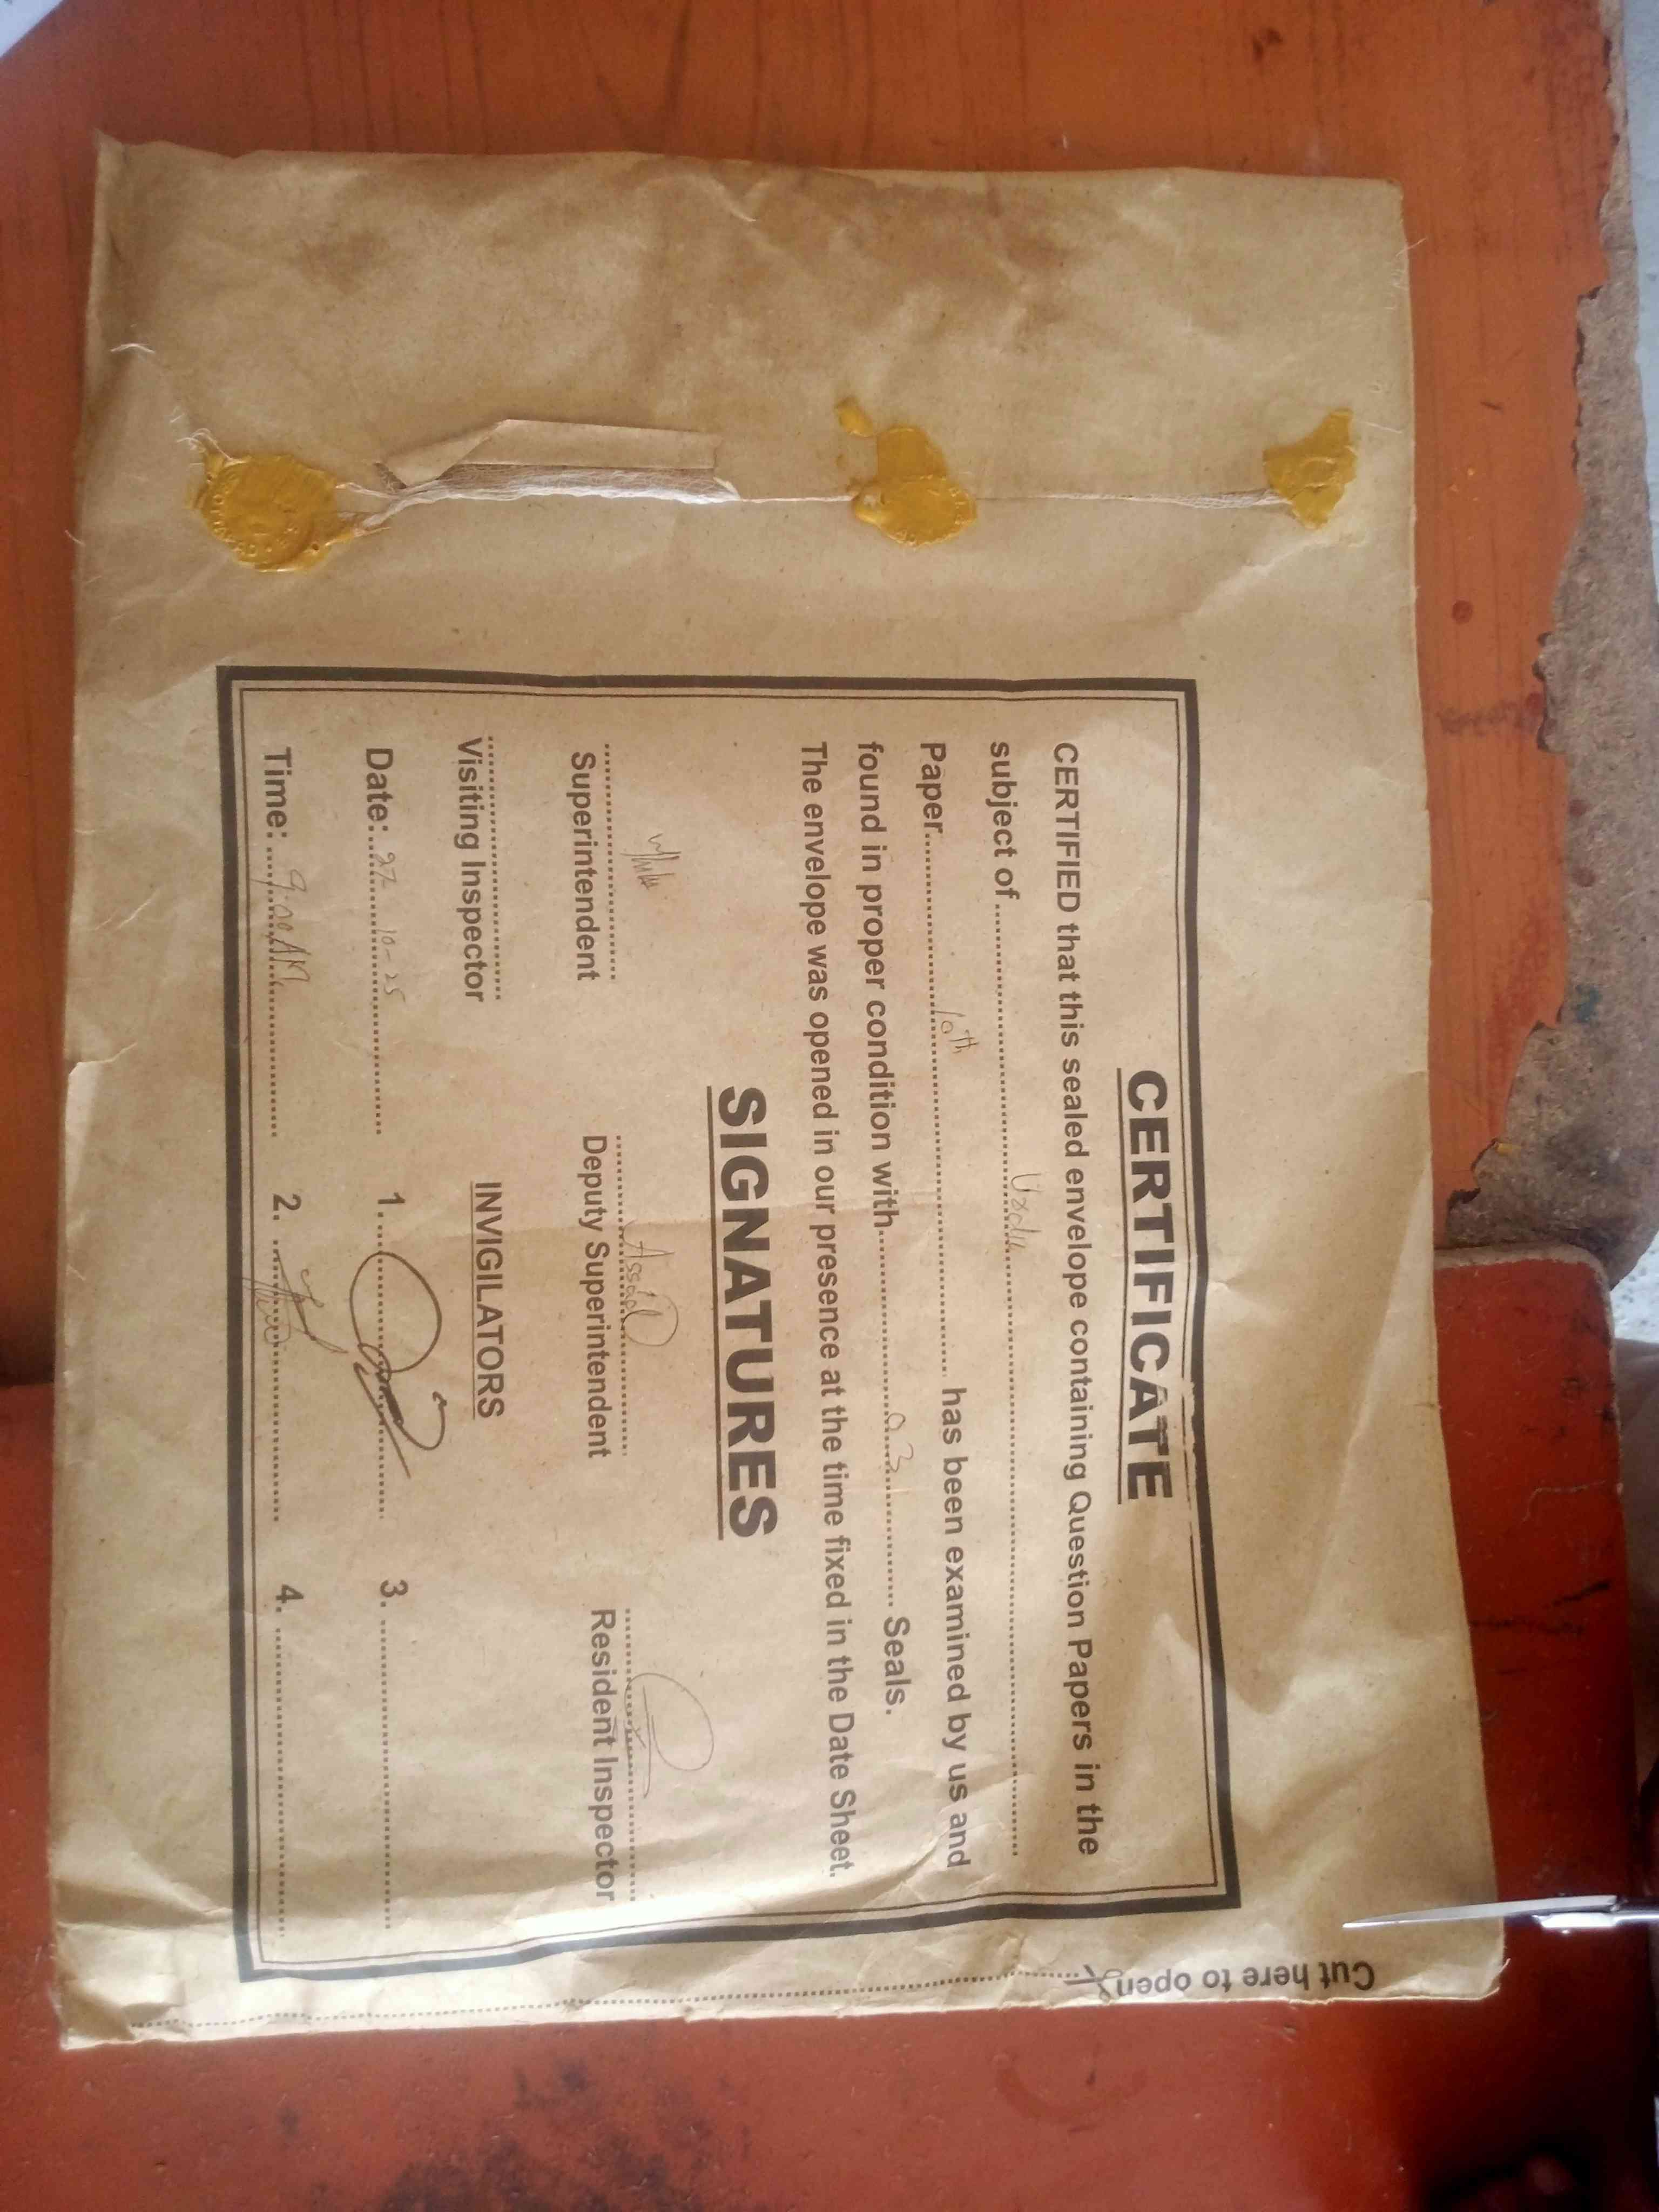 CERTIFICATE
CERTIFIED that this sealed envelope containing Question Papers in the
subject of.......... Urdu ..........
Paper.......... 10th .......... has been examined by us and
found in proper condition with.......... 03 .......... Seals.
The envelope was opened in our presence at the time fixed in the Date Sheet.
SIGNATURES
Assad
Superintendent Deputy Superintendent Resident Inspector
Visiting Inspector INVIGILATORS
Date:.... 27-10-25 1........ 3. ........
Time: .... 9:00 AM 2. ........ 4. ........
Cut here to open